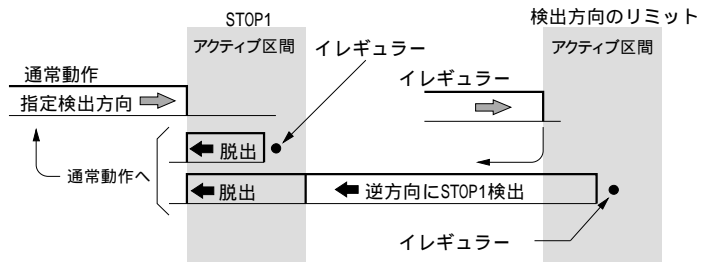 STOP1
検出方向のリミット
アクティブ区間
イレギュラー
アクティブ区間
通常動作
イレギュラー
指定検出方向
脱出
通常動作へ
脱出
逆方向にSTOP1検出
イレギュラー